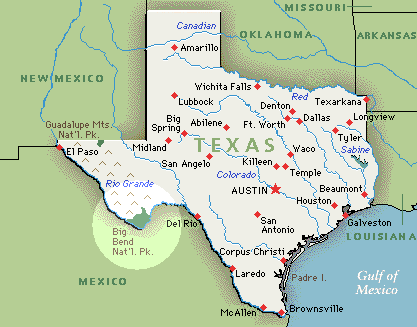 MISSOURI
Canadian
OKLAHOMA
ARKANSAS
Amarillo
NEW MEXICO
Wichita Falls
Red
Lubbock
Denton
Texarkana
Guadalupe Mts.
Nat'l. Pk.
Big
Spring
Abilene
Ft. Worth
Dallas
Longview
Tyler
El Paso
Midland
TEXAS
Waco
Sabine
San Angelo
Killeen
Temple
Colorado
Rio Grande
AUSTIN
Beaumont
Houston
Big
Bend
Nat'l. Pk.
Del Rio
San
Antonio
Galveston
LOUISIANA
Corpus Christi
MEXICO
Laredo
Padre I.
Gulf of
Mexico
McAllen
Brownsville